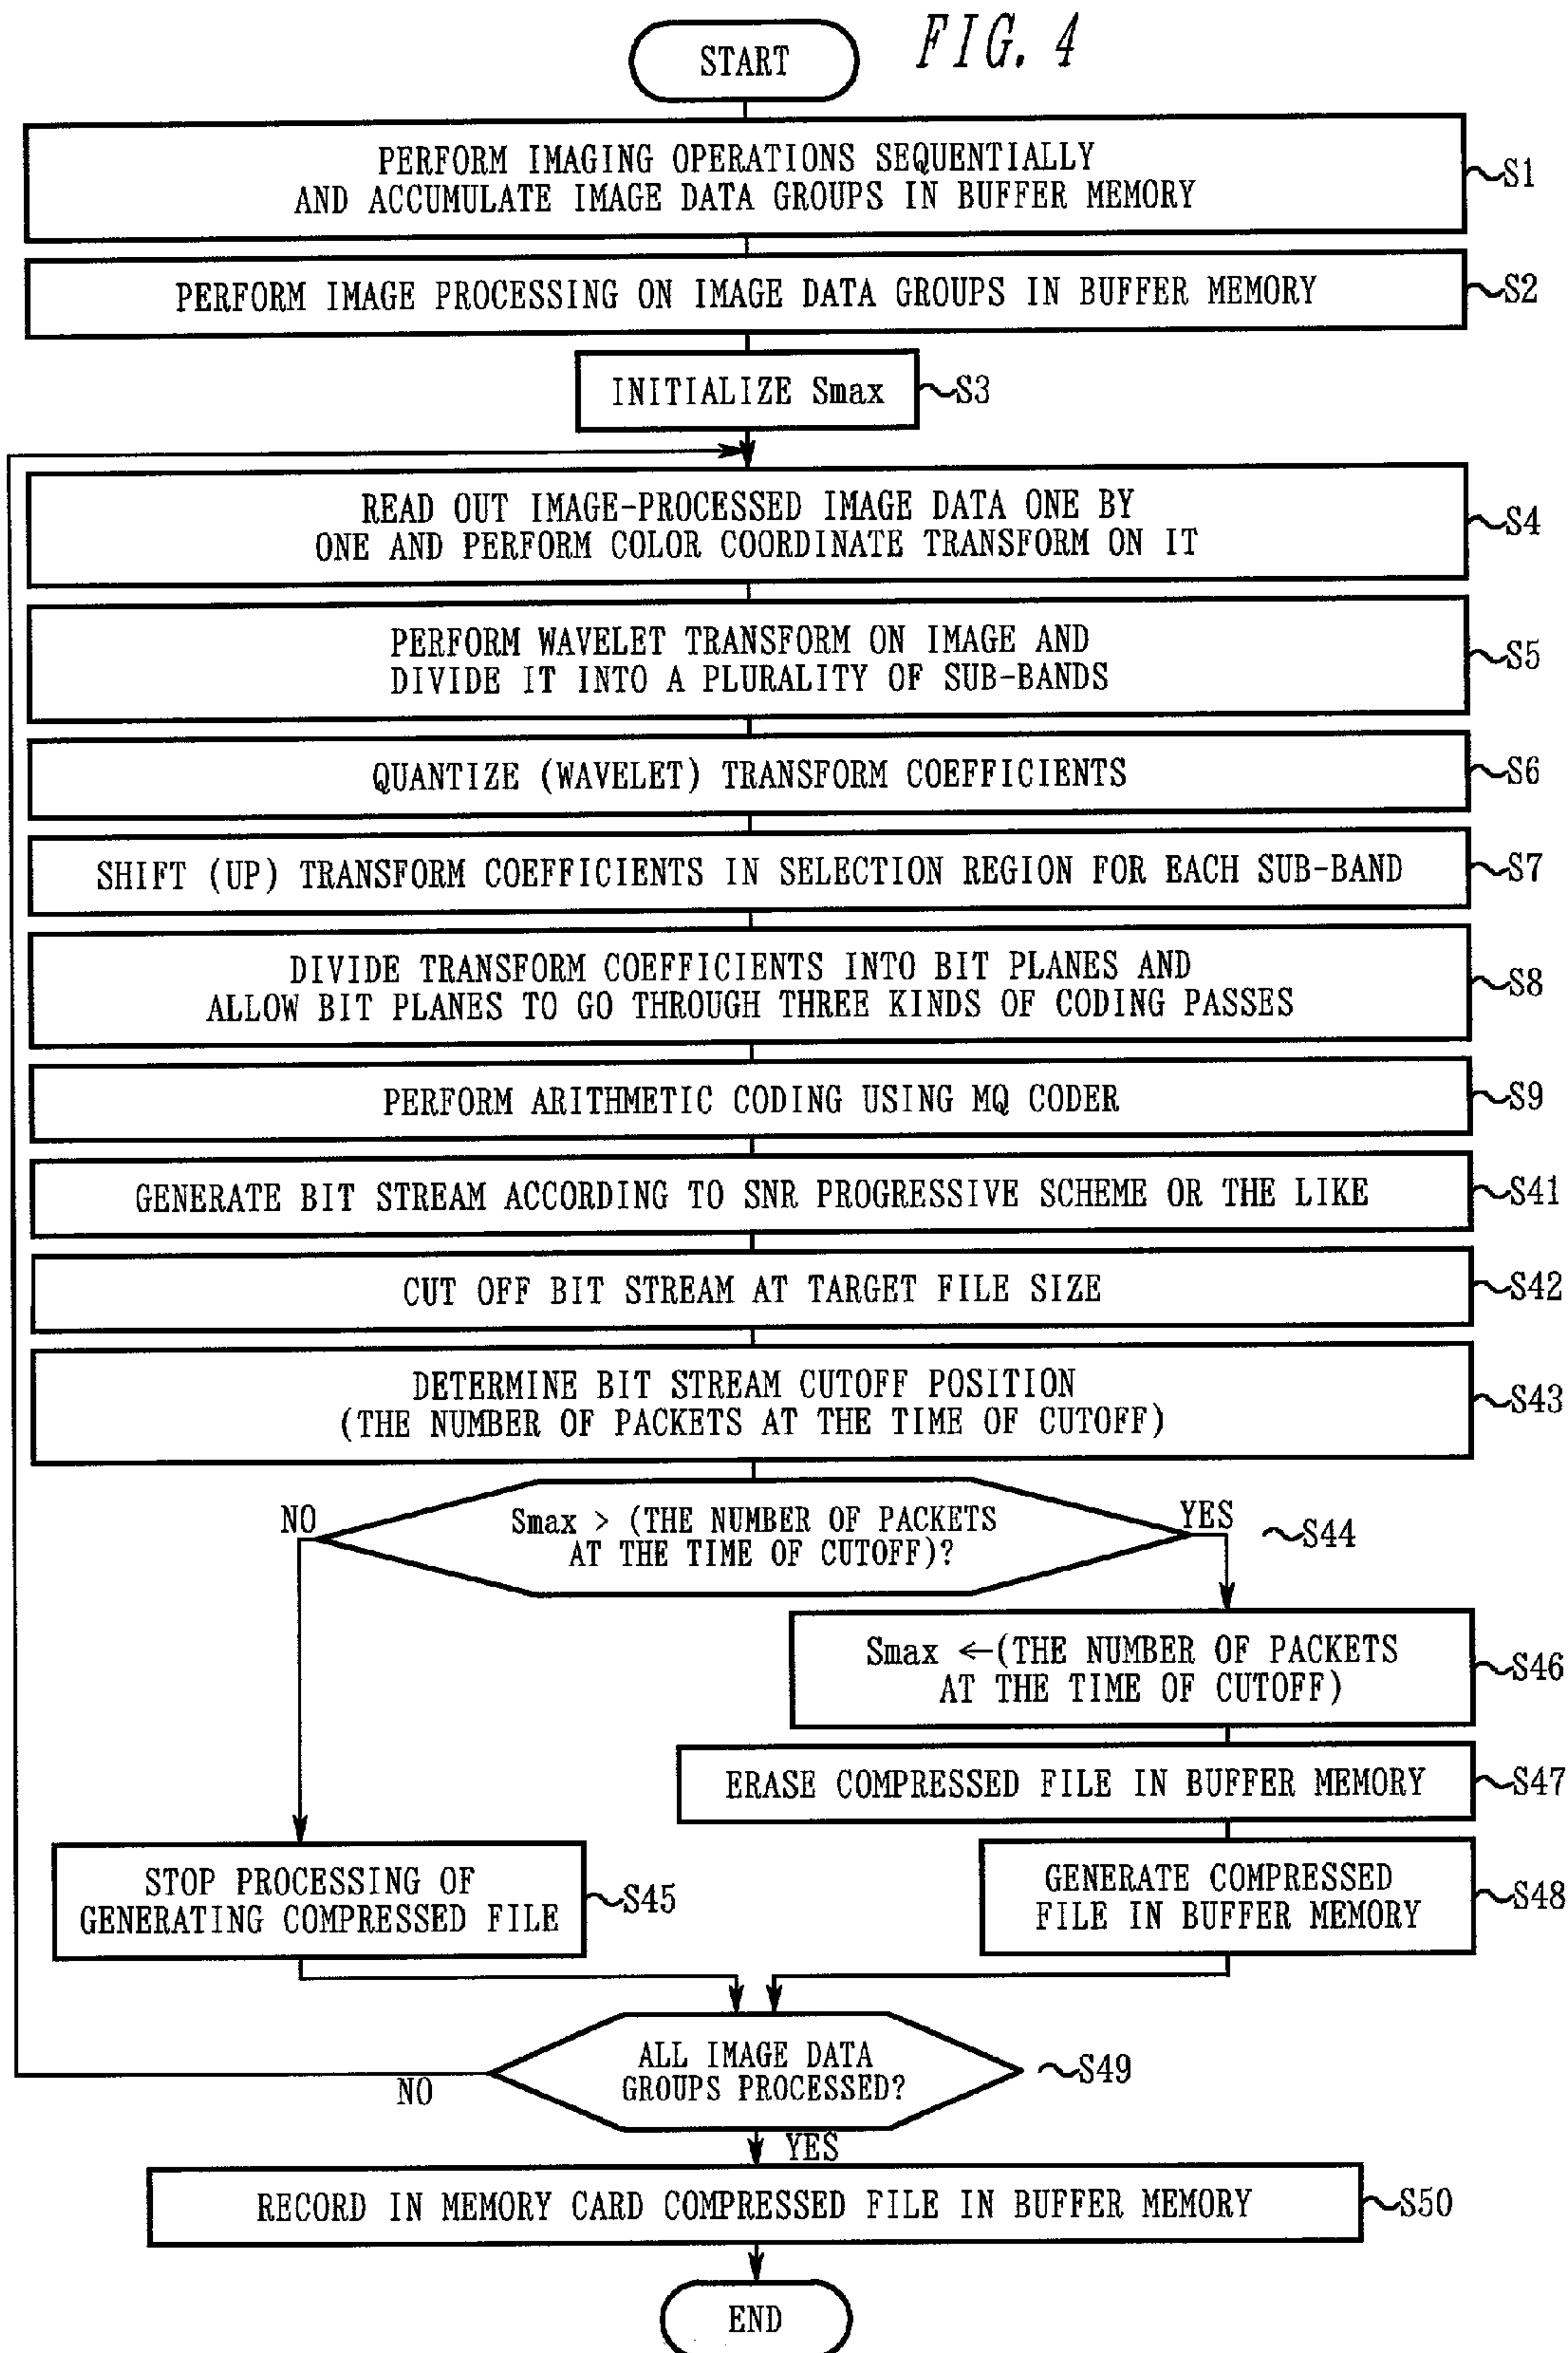 FIG. 4
START
PERFORM IMAGING OPERATIONS SEQUENTIALLY
AND ACCUMULATE IMAGE DATA GROUPS IN BUFFER MEMORY
S1
PERFORM IMAGE PROCESSING ON IMAGE DATA GROUPS IN BUFFER MEMORY
S2
INITIALIZE Smax
S3
READ OUT IMAGE-PROCESSED IMAGE DATA ONE BY
ONE AND PERFORM COLOR COORDINATE TRANSFORM ON IT
S4
PERFORM WAVELET TRANSFORM ON IMAGE AND
DIVIDE IT INTO A PLURALITY OF SUB-BANDS
S5
QUANTIZE (WAVELET) TRANSFORM COEFFICIENTS
S6
SHIFT (UP) TRANSFORM COEFFICIENTS IN SELECTION REGION FOR EACH SUB-BAND
S7
DIVIDE TRANSFORM COEFFICIENTS INTO BIT PLANES AND
ALLOW BIT PLANES TO GO THROUGH THREE KINDS OF CODING PASSES
S8
PERFORM ARITHMETIC CODING USING MQ CODER
S9
GENERATE BIT STREAM ACCORDING TO SNR PROGRESSIVE SCHEME OR THE LIKE
S41
CUT OFF BIT STREAM AT TARGET FILE SIZE
S42
DETERMINE BIT STREAM CUTOFF POSITION
(THE NUMBER OF PACKETS AT THE TIME OF CUTOFF)
S43
NO
Smax > (THE NUMBER OF PACKETS
AT THE TIME OF CUTOFF)?
YES
S44
Smax ←(THE NUMBER OF PACKETS
AT THE TIME OF CUTOFF)
S46
ERASE COMPRESSED FILE IN BUFFER MEMORY
S47
STOP PROCESSING OF
GENERATING COMPRESSED FILE
S45
GENERATE COMPRESSED
FILE IN BUFFER MEMORY
S48
ALL IMAGE DATA
GROUPS PROCESSED?
S49
NO
YES
RECORD IN MEMORY CARD COMPRESSED FILE IN BUFFER MEMORY
S50
END